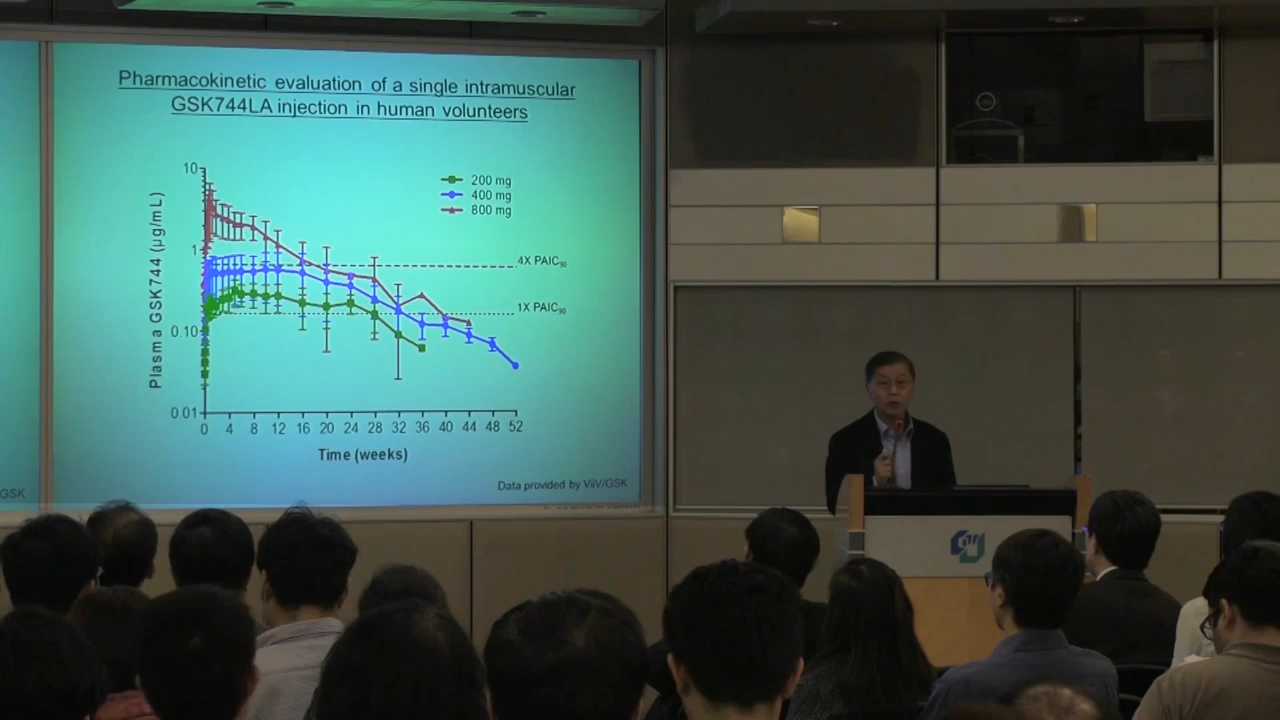 Pharmacokinetic evaluation of a single intramuscular
GSK744LA injection in human volunteers
10
1
0.10
0.01
Plasma GSK744 (µg/mL)
200 mg
400 mg
800 mg
4X PAIC90
1X PAIC90
0 4 8 12 16 20 24 28 32 36 40 44 48 52
Time (weeks)
Data provided by ViiV/GSK
GSK